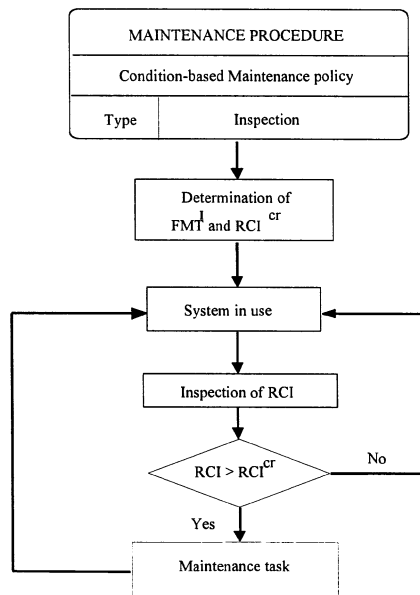 MAINTENANCE PROCEDURE
Condition-based Maintenance policy
Type Inspection
Determination of
FMT^I and RCI^cr
System in use
Inspection of RCI
RCI > RCI^cr
No
Yes
Maintenance task